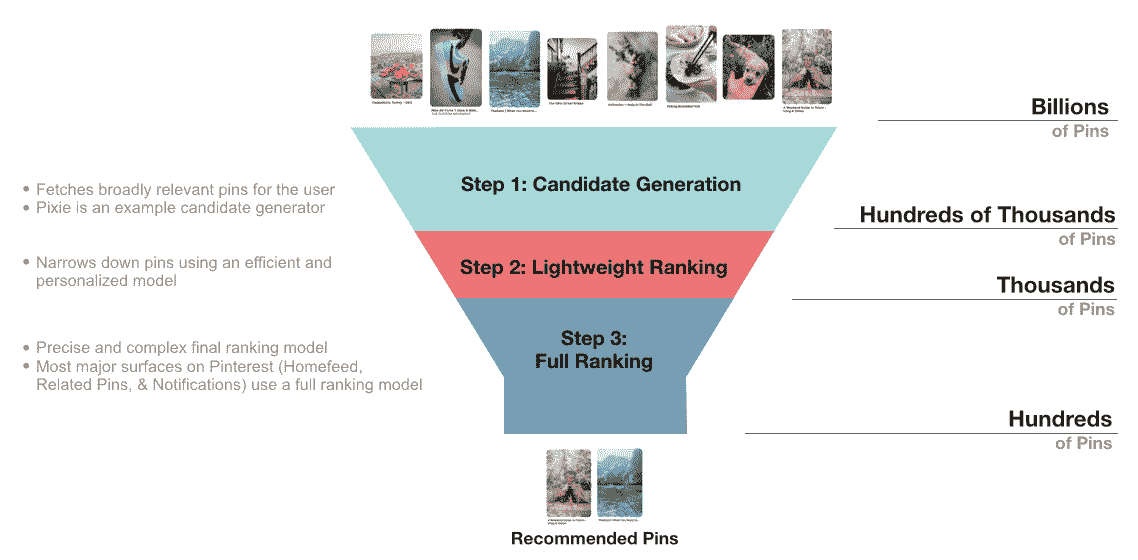 Billions
of Pins
Step 1: Candidate Generation
• Fetches broadly relevant pins for the user
• Pixie is an example candidate generator
Hundreds of Thousands
of Pins
Step 2: Lightweight Ranking
• Narrows down pins using an efficient and
personalized model
Thousands
of Pins
Step 3:
Full Ranking
• Precise and complex final ranking model
• Most major surfaces on Pinterest (Homefeed,
Related Pins, & Notifications) use a full ranking model
Hundreds
of Pins
Recommended Pins